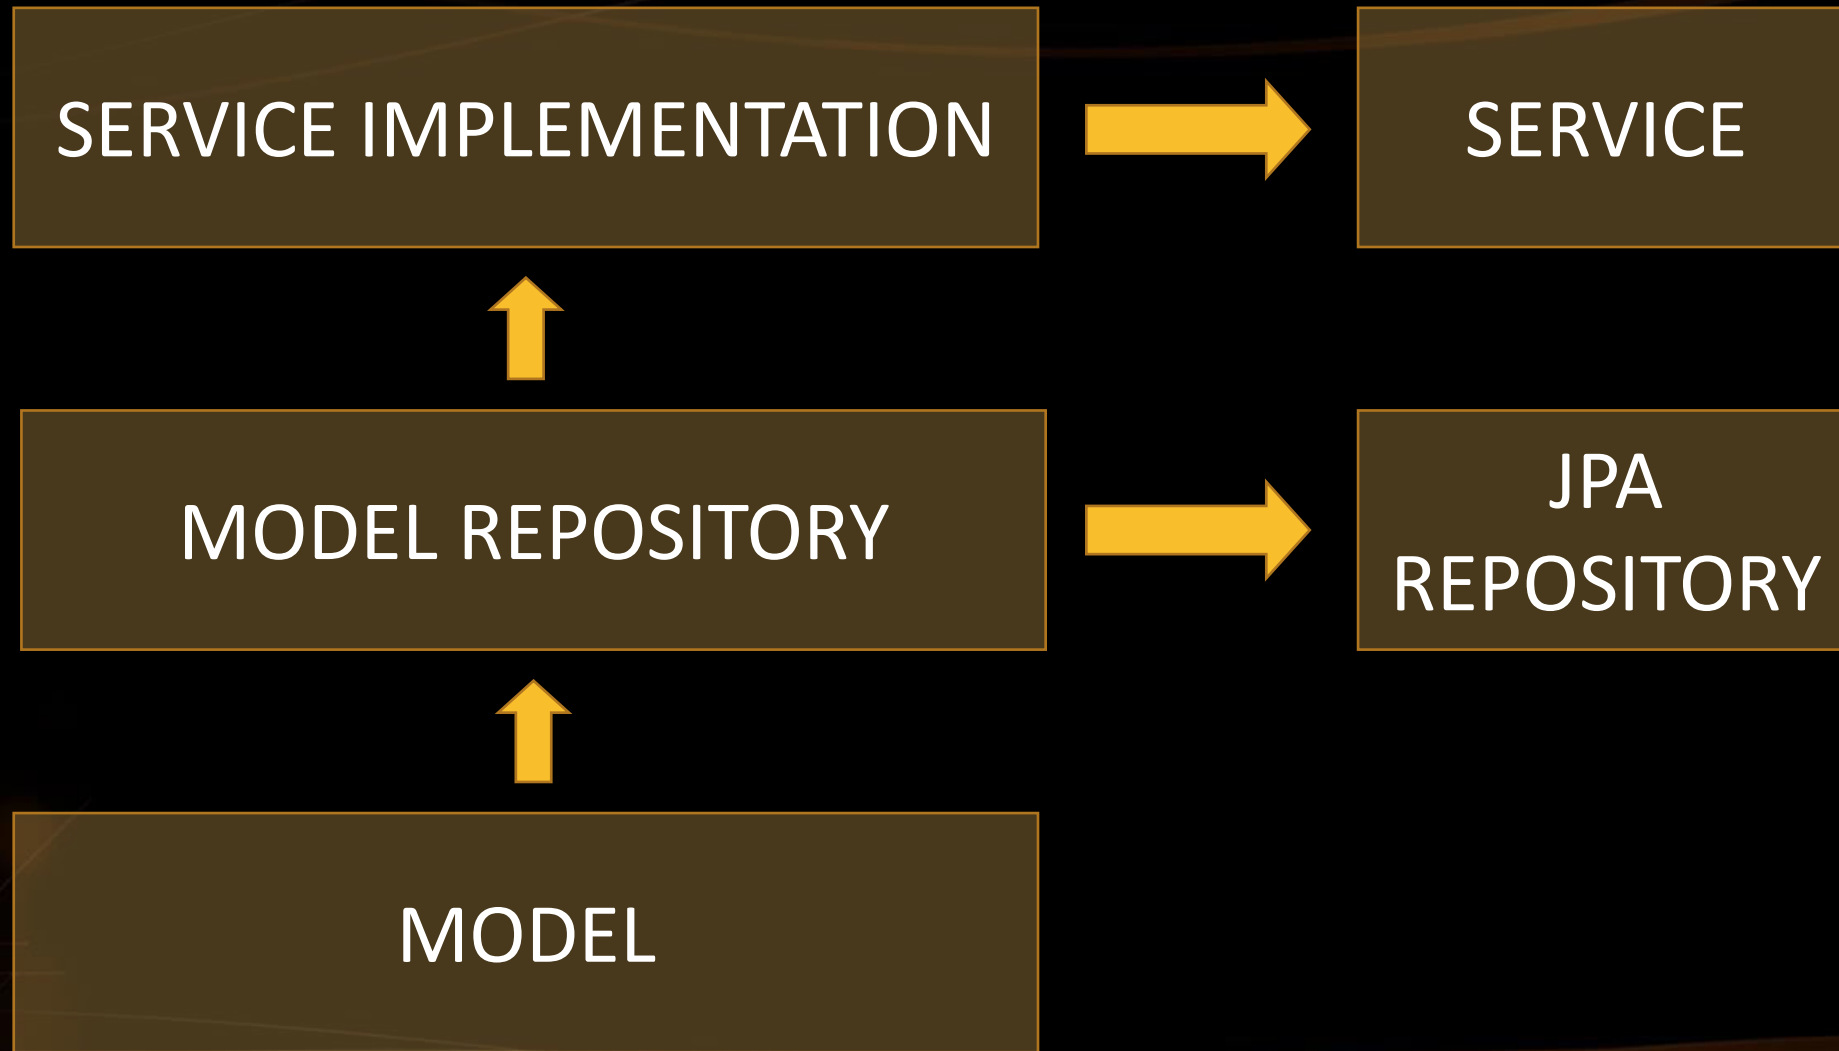 SERVICE IMPLEMENTATION
SERVICE
MODEL REPOSITORY
JPA
REPOSITORY
MODEL